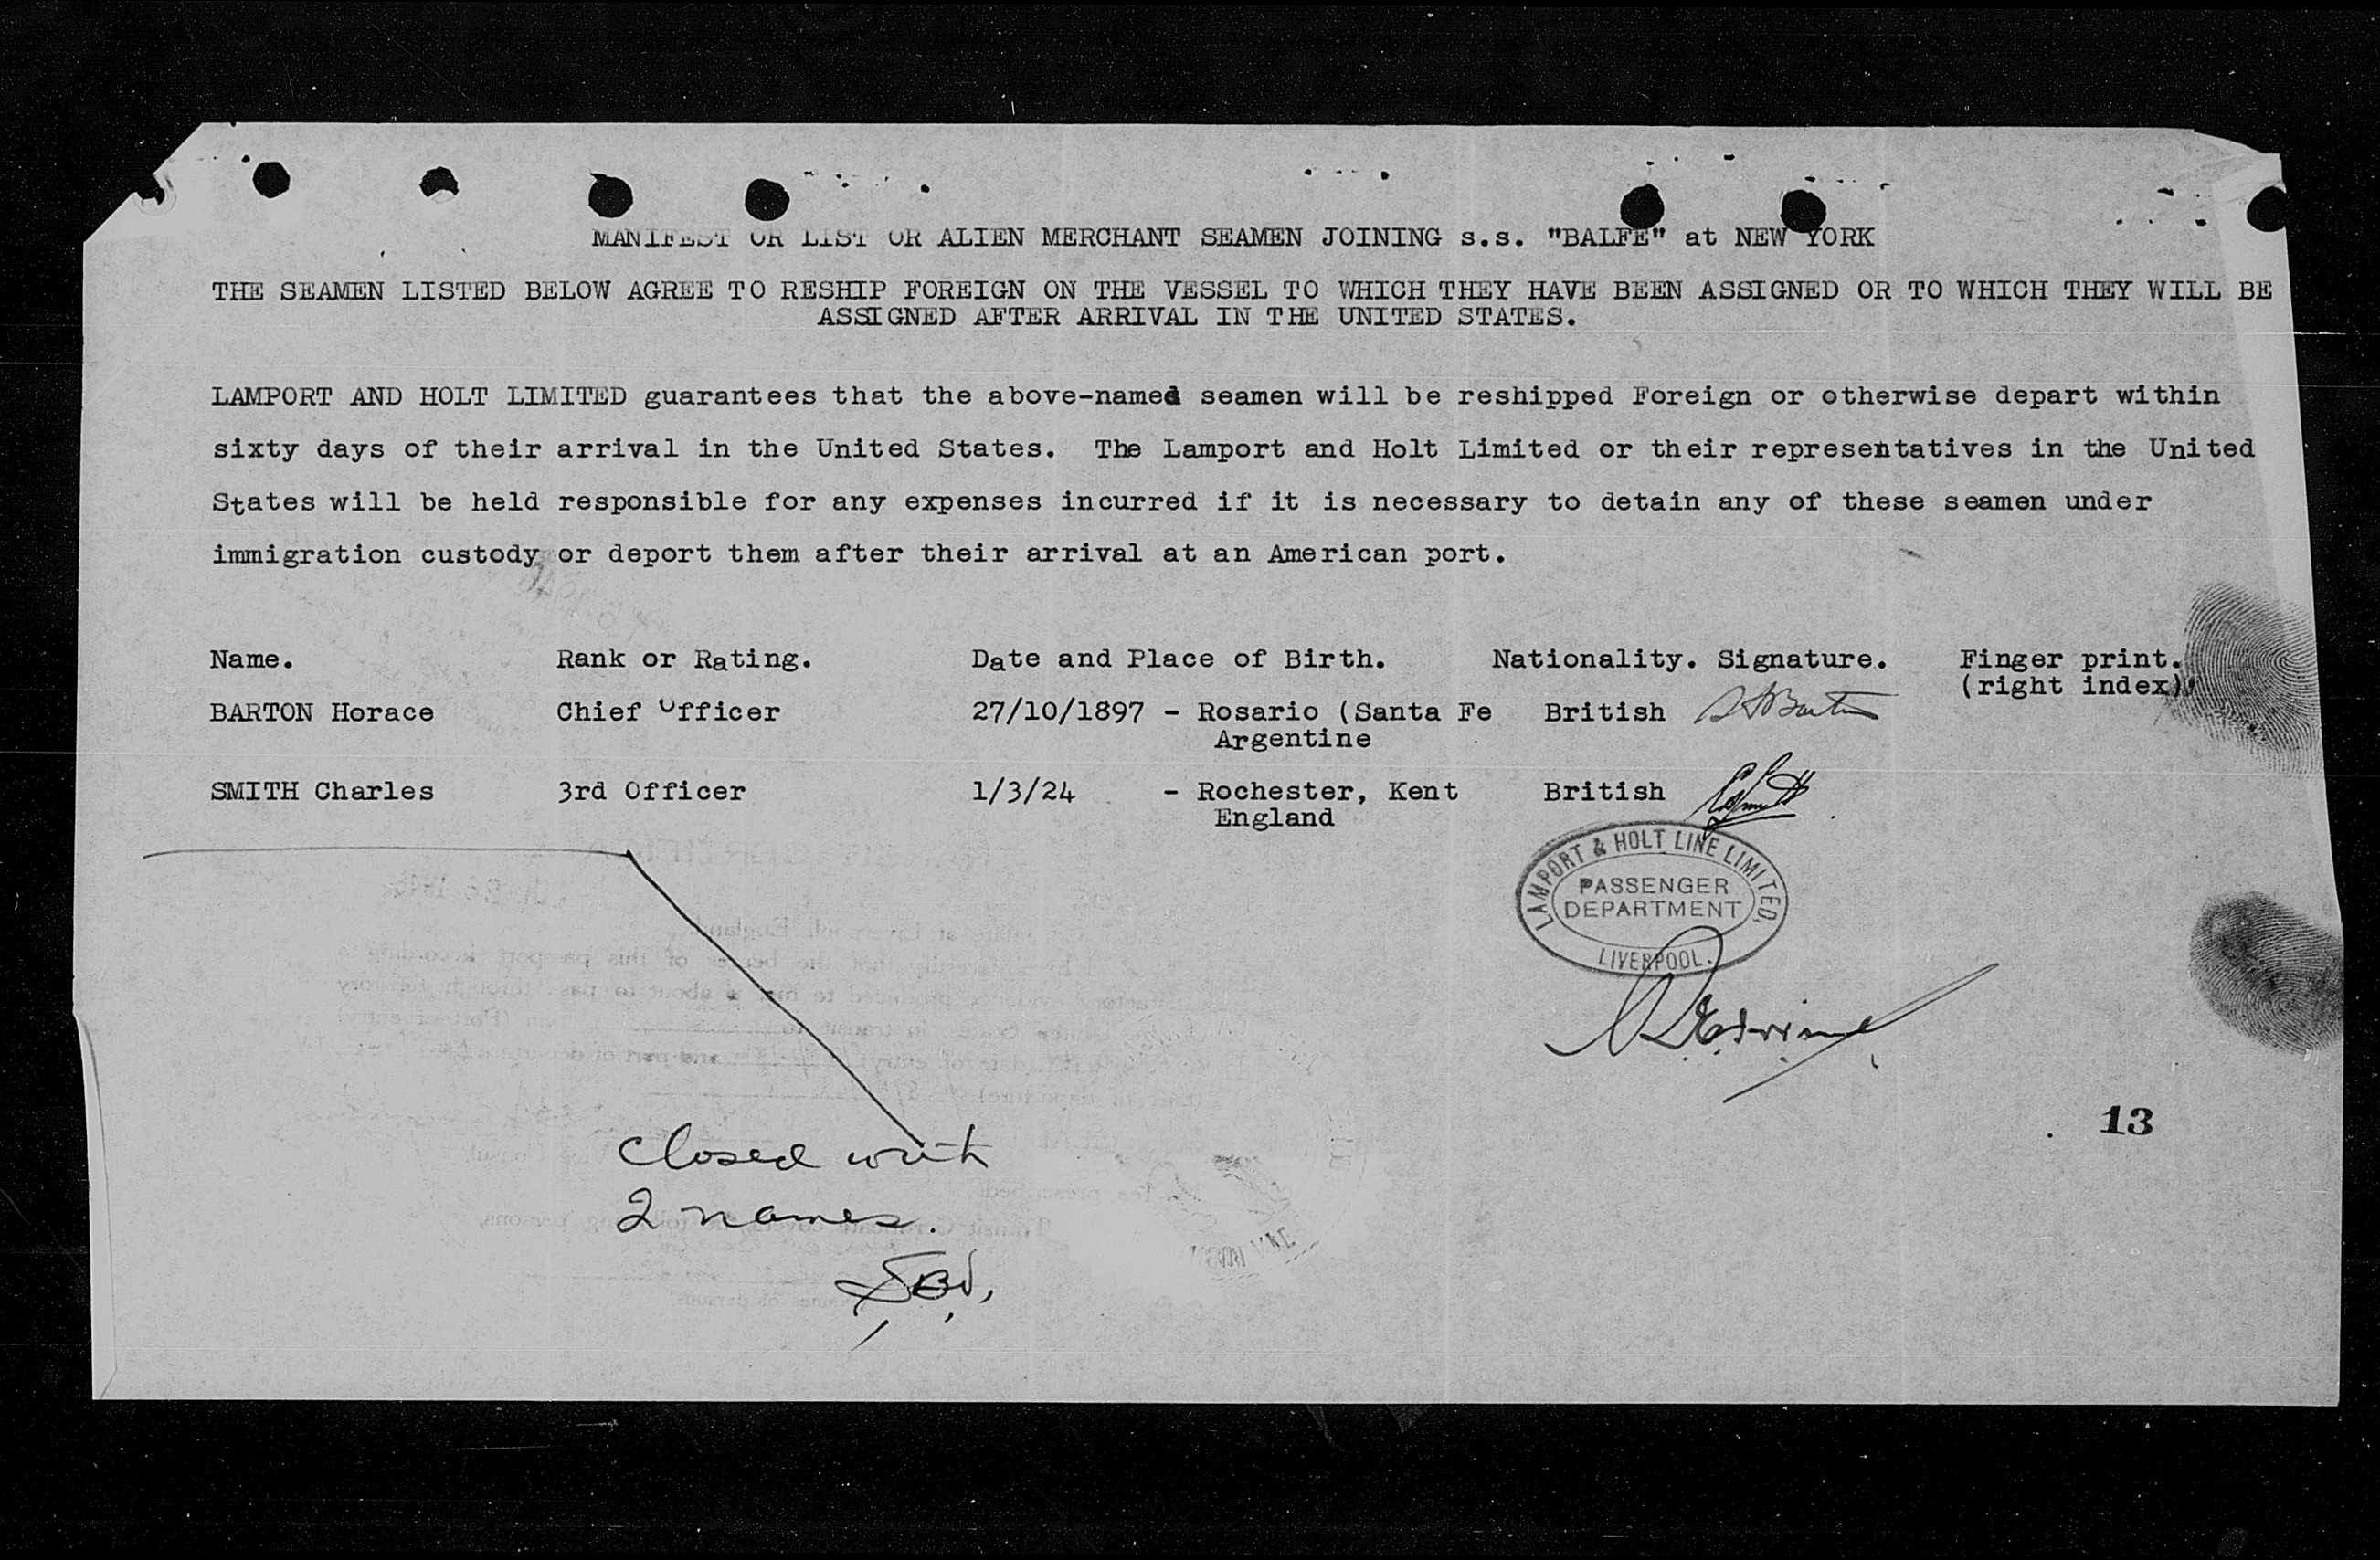 MANIFEST OR LIST OR ALIEN MERCHANT SEAMEN JOINING s.s. "BALFE" at NEW YORK
THE SEAMEN LISTED BELOW AGREE TO RESHIP FOREIGN ON THE VESSEL TO WHICH THEY HAVE BEEN ASSIGNED OR TO WHICH THEY WILL BE
ASSIGNED AFTER ARRIVAL IN THE UNITED STATES.
LAMPORT AND HOLT LIMITED guarantees that the above-named seamen will be reshipped Foreign or otherwise depart within
sixty days of their arrival in the United States. The Lamport and Holt Limited or their representatives in the United
States will be held responsible for any expenses incurred if it is necessary to detain any of these seamen under
immigration custody or deport them after their arrival at an American port.
Name. Rank or Rating. Date and Place of Birth. Nationality. Signature. Finger print.
(right index)
BARTON Horace Chief Officer 27/10/1897 - Rosario (Santa Fe British
Argentine
SMITH Charles 3rd Officer 1/3/24 - Rochester, Kent British
England
LAMPORT & HOLT LINE LIMITED,
PASSENGER
DEPARTMENT
LIVERPOOL.
13
Closed with
2 names.